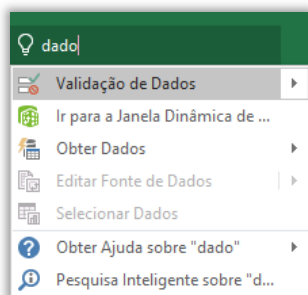 dado
Validação de Dados
Ir para a Janela Dinâmica de ...
Obter Dados
Editar Fonte de Dados
Selecionar Dados
Obter Ajuda sobre "dado"
Pesquisa Inteligente sobre "d...